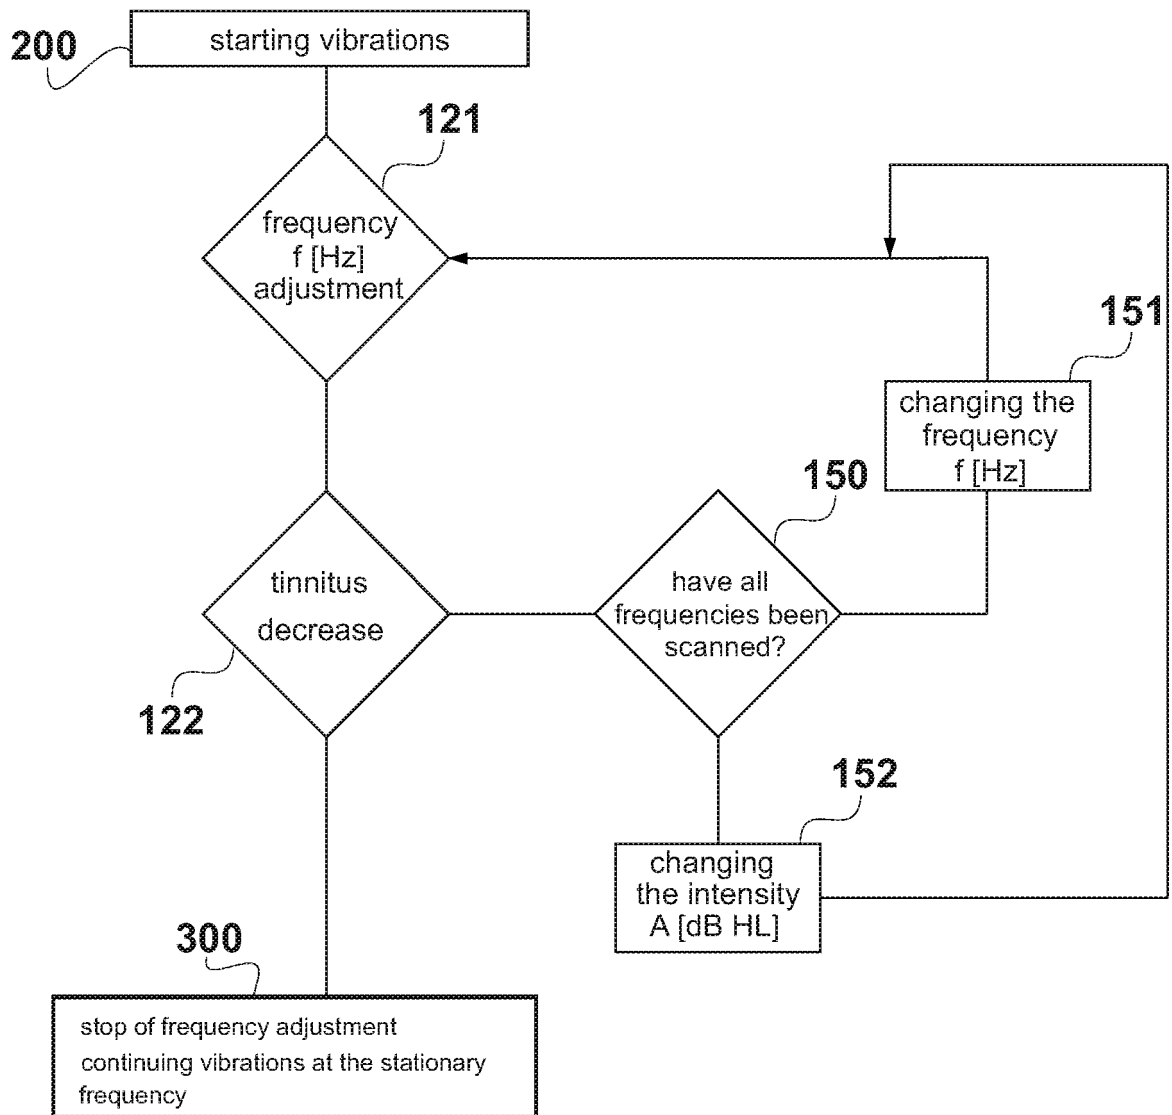 200
starting vibrations
121
frequency
f [Hz]
adjustment
151
changing the
frequency
f [Hz]
150
have all
frequencies been
scanned?
tinnitus
decrease
122
152
changing
the intensity
A [dB HL]
300
stop of frequency adjustment
continuing vibrations at the stationary
frequency